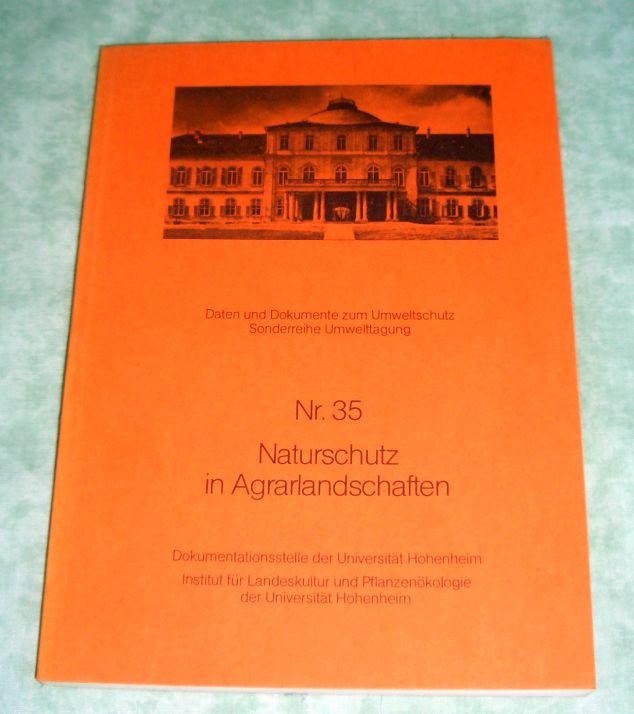 Daten und Dokumente zum Umweltschutz
Sonderreihe Umwelttagung
Nr. 35
Naturschutz
in Agrarlandschaften
Dokumentationsstelle der Universität Hohenheim
Institut für Landeskultur und Pflanzenökologie
der Universität Hohenheim